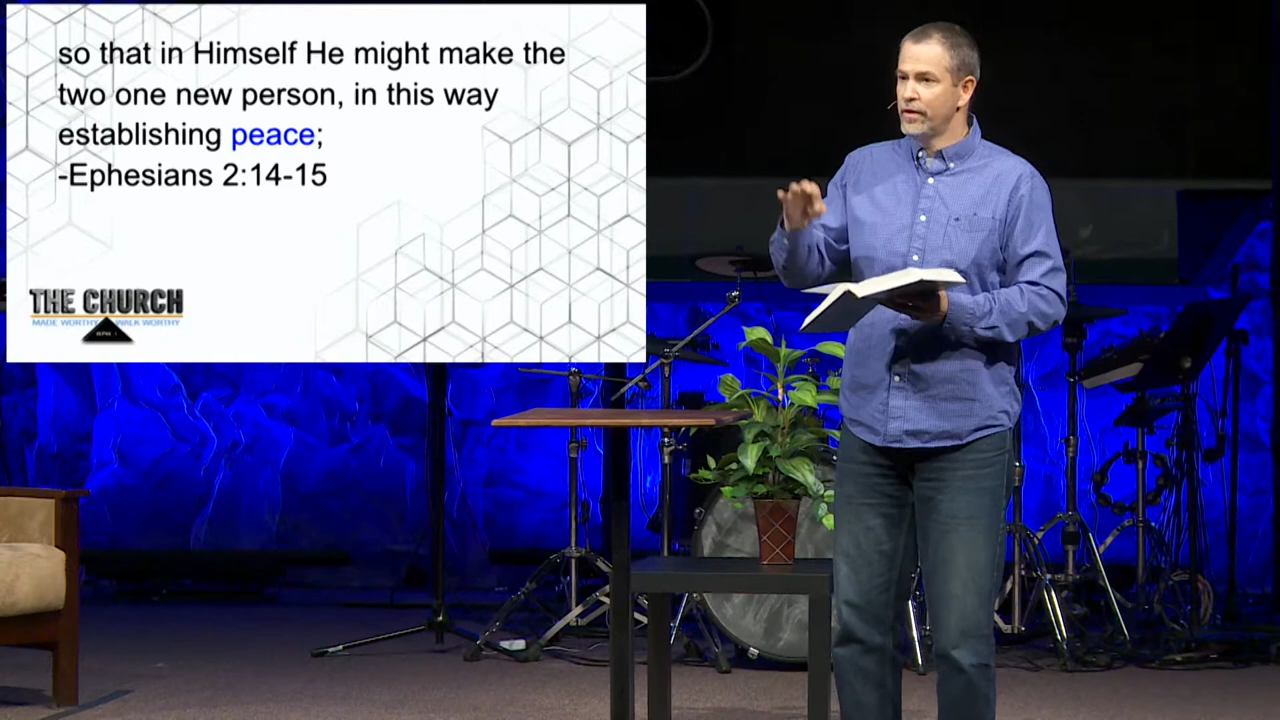 so that in Himself He might make the
two one new person, in this way
establishing peace;
-Ephesians 2:14-15
THE CHURCH
MADE WORTHY WALK WORTHY